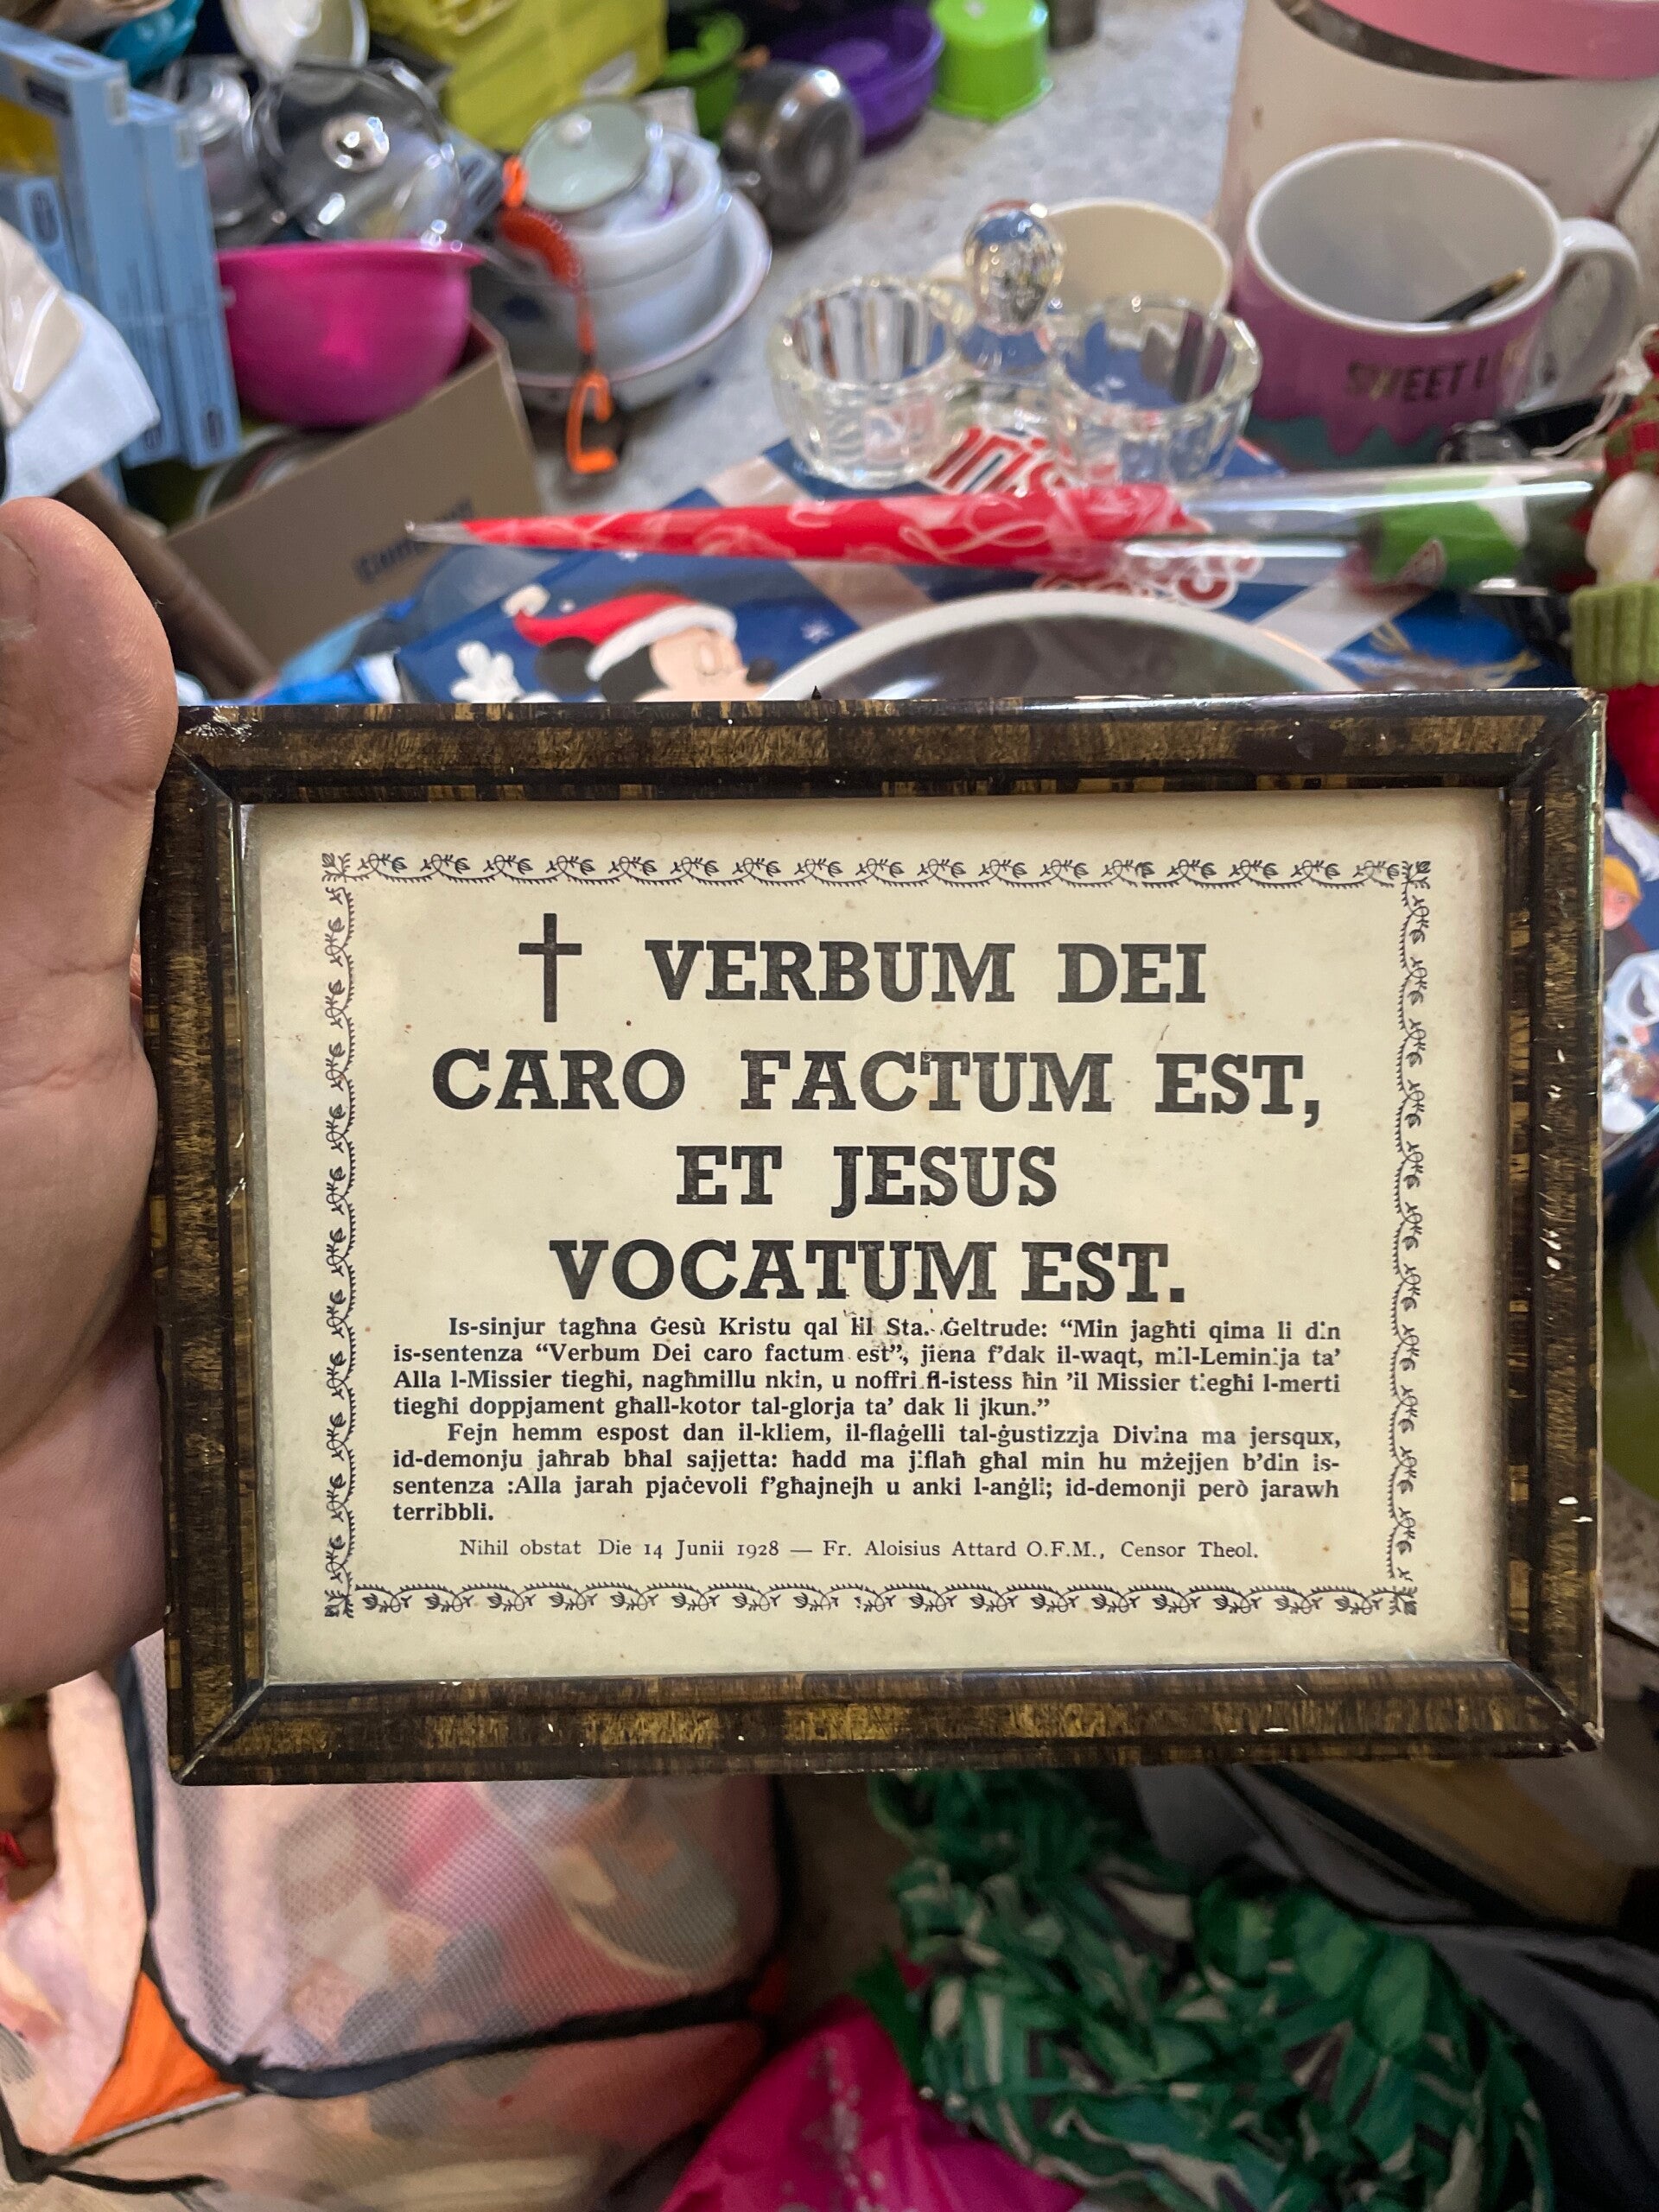 SWEET L
✝ VERBUM DEI
CARO FACTUM EST,
ET JESUS
VOCATUM EST.
Is-sinjur tagħna Ġesù Kristu qal lil Sta. Ġeltrude: “Min jagħti qima li din
is-sentenza “Verbum Dei caro factum est”, jiena f’dak il-waqt, mil-Leminija ta’
Alla l-Missier tiegħi, nagħmillu nkin, u noffri fl-istess ħin ’il Missier tiegħi l-merti
tiegħi doppjament għall-kotor tal-glorja ta’ dak li jkun.”
Fejn hemm espost dan il-kliem, il-flaġelli tal-ġustizzja Divina ma jersqux,
id-demonju jaħrab bħal sajjetta: ħadd ma jiflaħ għal min hu mżejjen b’din is-
sentenza :Alla jarah pjaċevoli f’għajnejh u anki l-anġli; id-demonji però jarawh
terribbli.
Nihil obstat Die 14 Junii 1928 — Fr. Aloisius Attard O.F.M., Censor Theol.